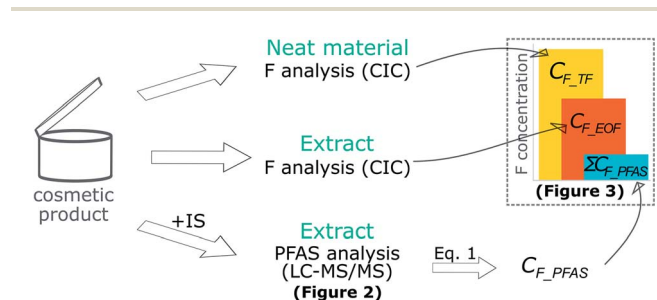 Neat material
F analysis (CIC)
Extract
F analysis (CIC)
cosmetic
product
+IS
Extract
PFAS analysis
(LC-MS/MS)
(Figure 2)
Eq. 1
C_F_PFAS
F concentration
C_F_TF
C_F_EOF
ΣC_F_PFAS
(Figure 3)